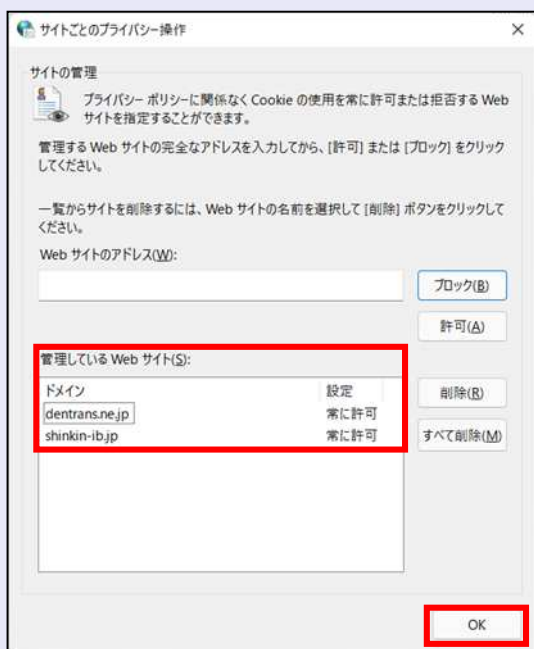 サイトごとのプライバシー操作
サイトの管理
プライバシー ポリシーに関係なく Cookie の使用を常に許可または拒否する Web
サイトを指定することができます。
管理する Web サイトの完全なアドレスを入力してから、[許可] または [ブロック] をクリック
してください。
一覧からサイトを削除するには、Web サイトの名前を選択して [削除] ボタンをクリックして
ください。
Web サイトのアドレス(W):
ブロック(B)
許可(A)
管理している Web サイト(S):
ドメイン 設定
dentrans.ne.jp 常に許可
shinkin-ib.jp 常に許可
削除(R)
すべて削除(M)
OK